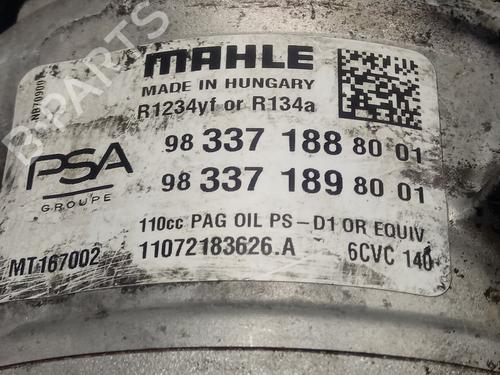 MAHLE
MADE IN HUNGARY
R1234yf or R134a
98 337 188 80 01
98 337 189 80 01
PSA
GROUPE
110cc PAG OIL PS-D1 OR EQUIV
MT167002 11072183626.A 6CVC 140
B-PARTS